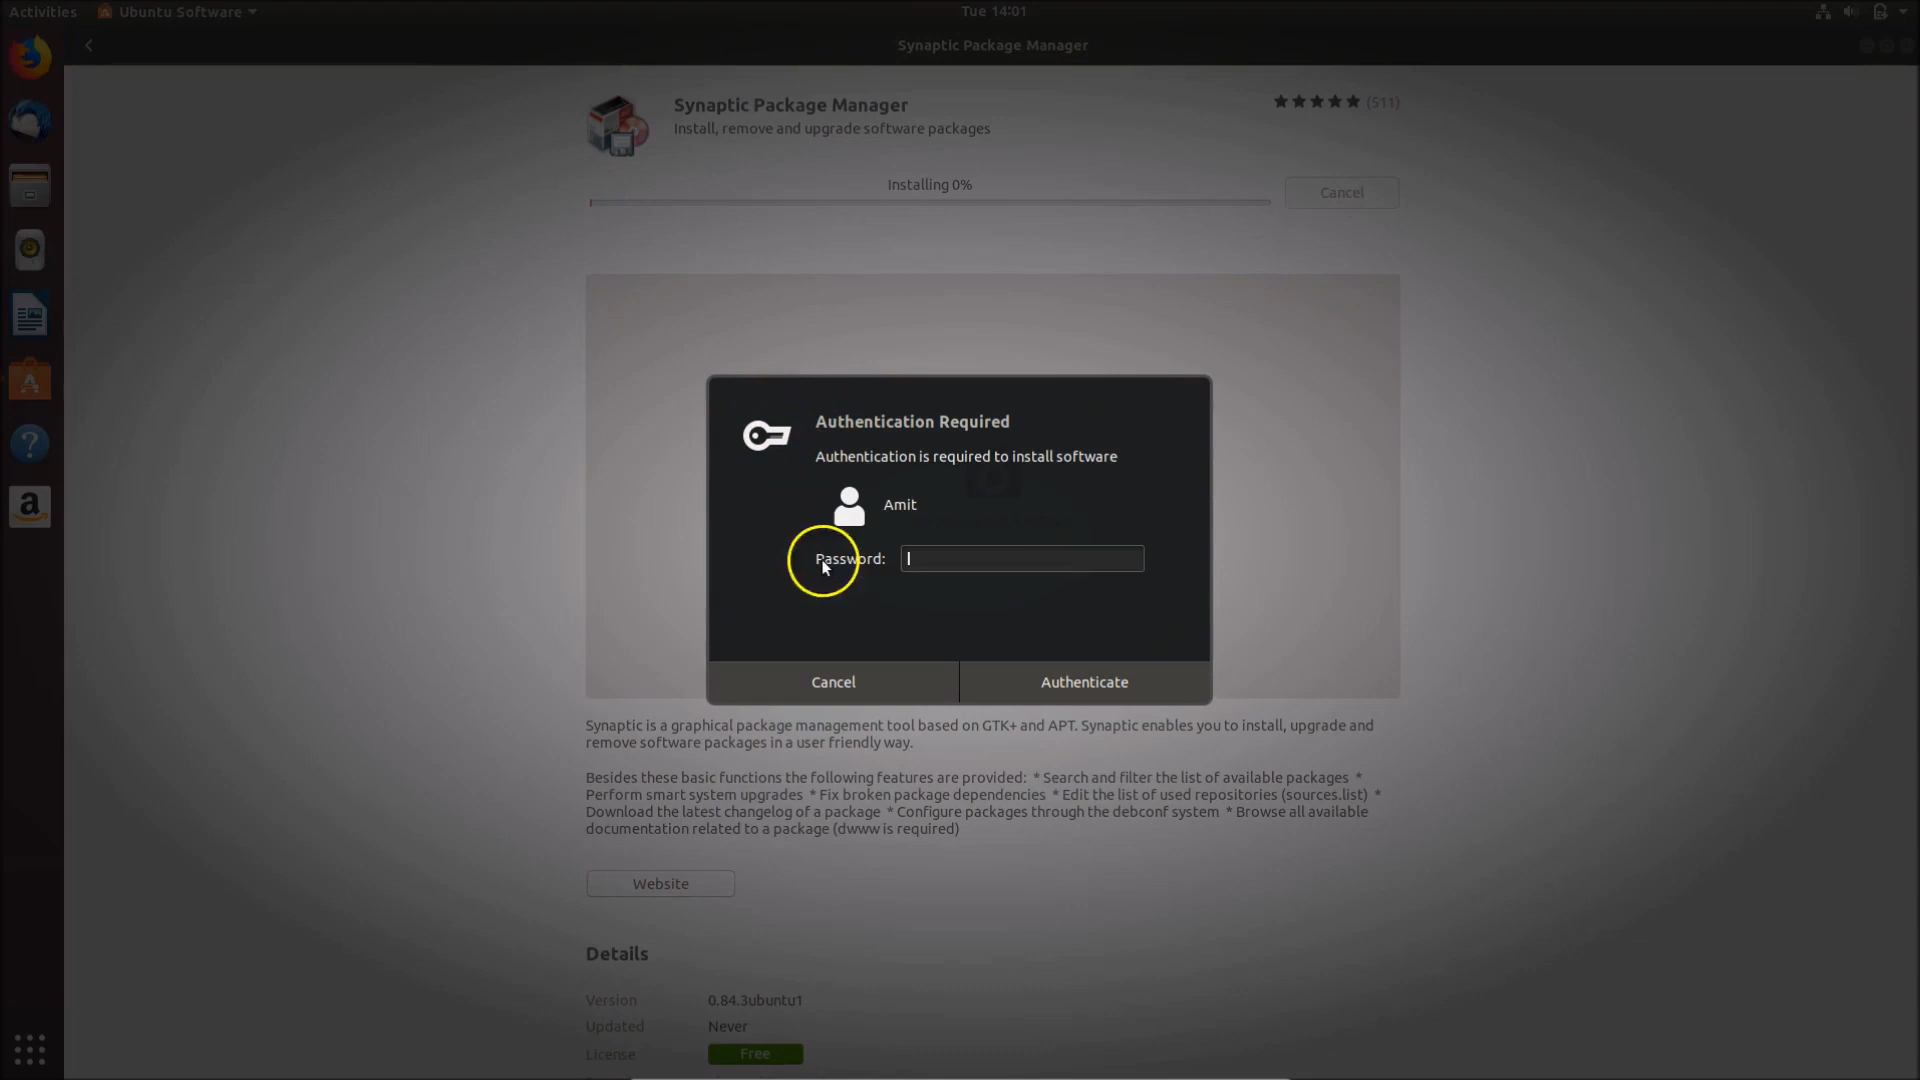 Activities
Ubuntu Software
Tue 14:01
Synaptic Package Manager
Synaptic Package Manager
(511)
Install, remove and upgrade software packages
Installing 0%
Cancel
Authentication Required
Authentication is required to install software
Amit
Password:
Cancel
Authenticate
Synaptic is a graphical package management tool based on GTK+ and APT. Synaptic enables you to install, upgrade and
remove software packages in a user friendly way.
Besides these basic functions the following features are provided: * Search and filter the list of available packages *
Perform smart system upgrades * Fix broken package dependencies * Edit the list of used repositories (sources.list) *
Download the latest changelog of a package * Configure packages through the debconf system * Browse all available
documentation related to a package (dwww is required)
Website
Details
Version 0.84.3ubuntu1
Updated Never
License Free